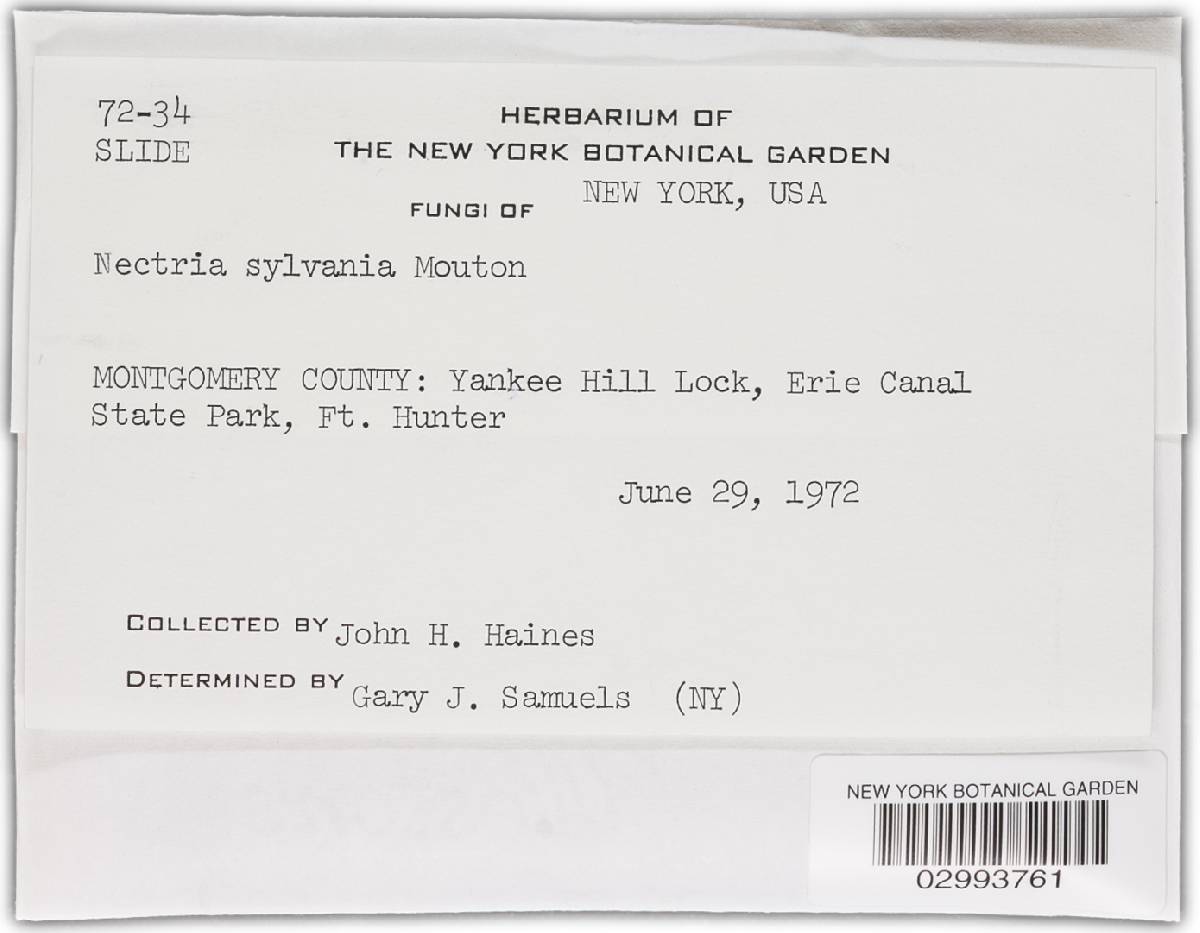 72-34
SLIDE
HERBARIUM OF
THE NEW YORK BOTANICAL GARDEN
FUNGI OF NEW YORK, USA
Nectria sylvania Mouton
MONTGOMERY COUNTY: Yankee Hill Lock, Erie Canal
State Park, Ft. Hunter
June 29, 1972
COLLECTED BY John H. Haines
DETERMINED BY Gary J. Samuels (NY)
NEW YORK BOTANICAL GARDEN
02993761